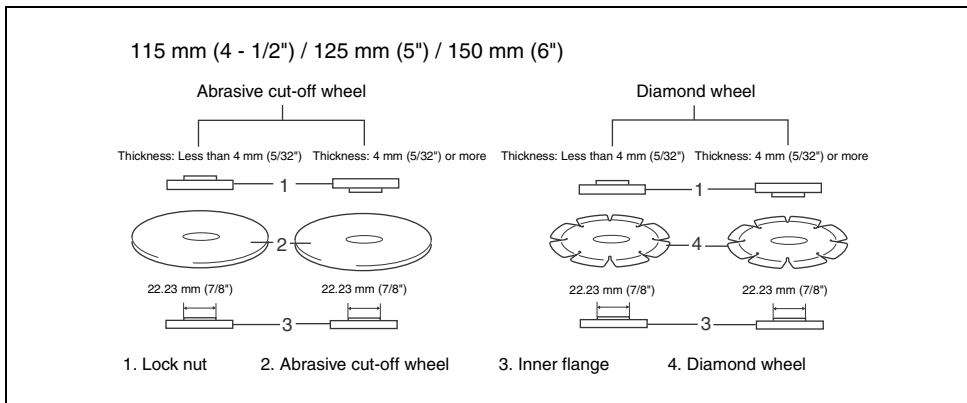 115 mm (4 - 1/2") / 125 mm (5") / 150 mm (6")
Abrasive cut-off wheel Diamond wheel
Thickness: Less than 4 mm (5/32") Thickness: 4 mm (5/32") or more Thickness: Less than 4 mm (5/32") Thickness: 4 mm (5/32") or more
1 1
2 4
22.23 mm (7/8") 22.23 mm (7/8") 22.23 mm (7/8") 22.23 mm (7/8")
3 3
1. Lock nut 2. Abrasive cut-off wheel 3. Inner flange 4. Diamond wheel